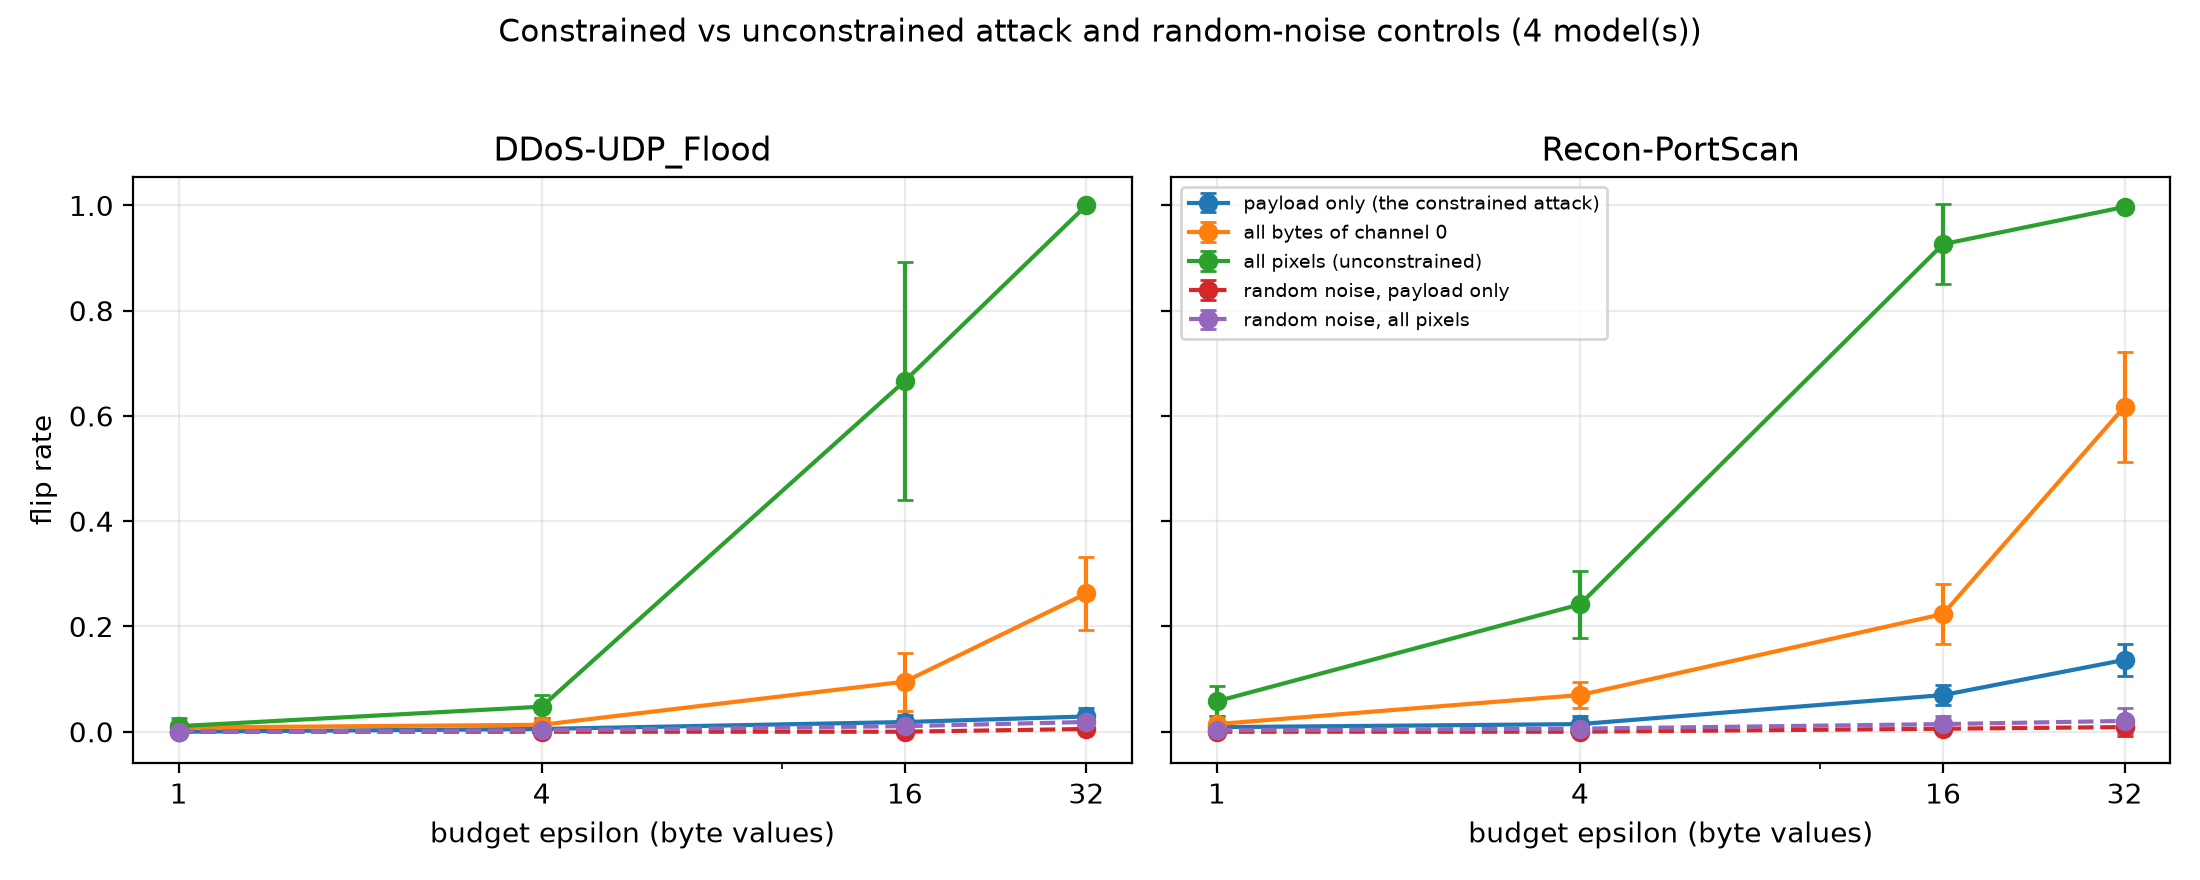 Constrained vs unconstrained attack and random-noise controls (4 model(s))
DDoS-UDP_Flood
flip rate
1.0
0.8
0.6
0.4
0.2
0.0
1
4
16
32
budget epsilon (byte values)
Recon-PortScan
payload only (the constrained attack)
all bytes of channel 0
all pixels (unconstrained)
random noise, payload only
random noise, all pixels
1
4
16
32
budget epsilon (byte values)